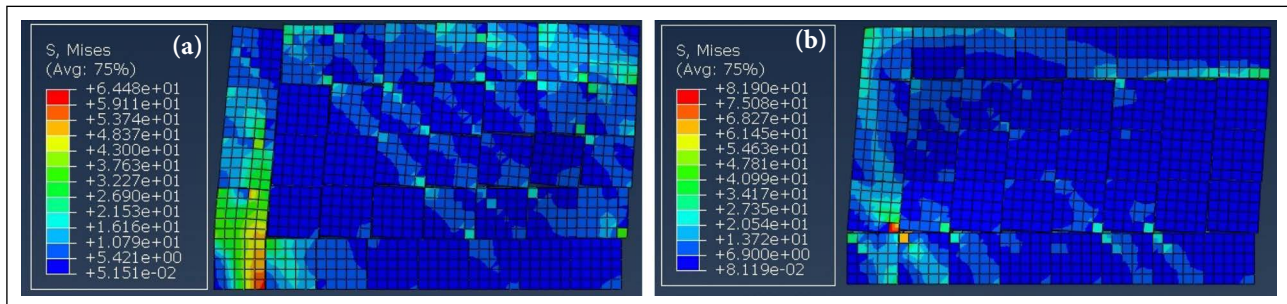 (a)
S, Mises
(Avg: 75%)
+6.448e+01
+5.911e+01
+5.374e+01
+4.837e+01
+4.300e+01
+3.763e+01
+3.227e+01
+2.690e+01
+2.153e+01
+1.616e+01
+1.079e+01
+5.421e+00
+5.151e-02
(b)
S, Mises
(Avg: 75%)
+8.190e+01
+7.508e+01
+6.827e+01
+6.145e+01
+5.463e+01
+4.781e+01
+4.099e+01
+3.417e+01
+2.735e+01
+2.054e+01
+1.372e+01
+6.900e+00
+8.119e-02